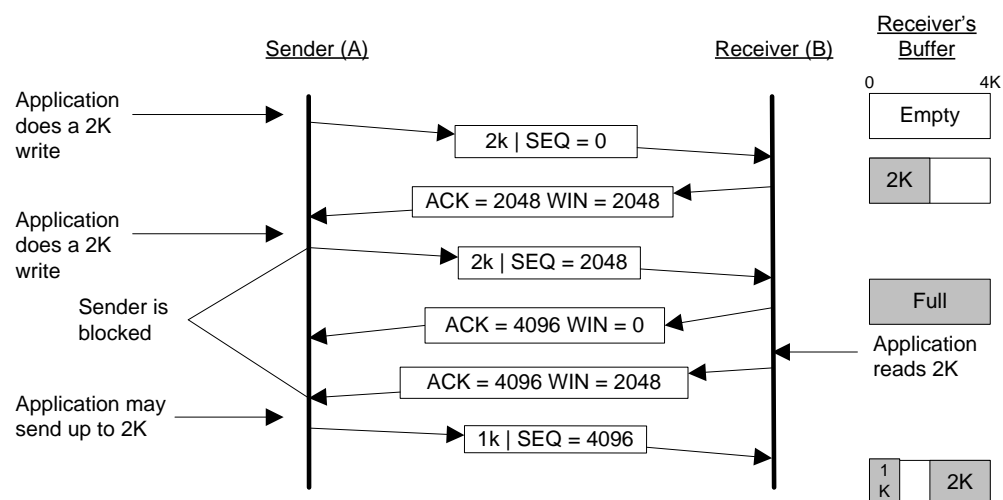 Sender (A)
Receiver (B)
Receiver's
Buffer
0
4K
Application
does a 2K
write
Empty
2k | SEQ = 0
2K
ACK = 2048 WIN = 2048
Application
does a 2K
write
2k | SEQ = 2048
Sender is
blocked
Full
ACK = 4096 WIN = 0
Application
reads 2K
ACK = 4096 WIN = 2048
Application may
send up to 2K
1k | SEQ = 4096
1
K
2K